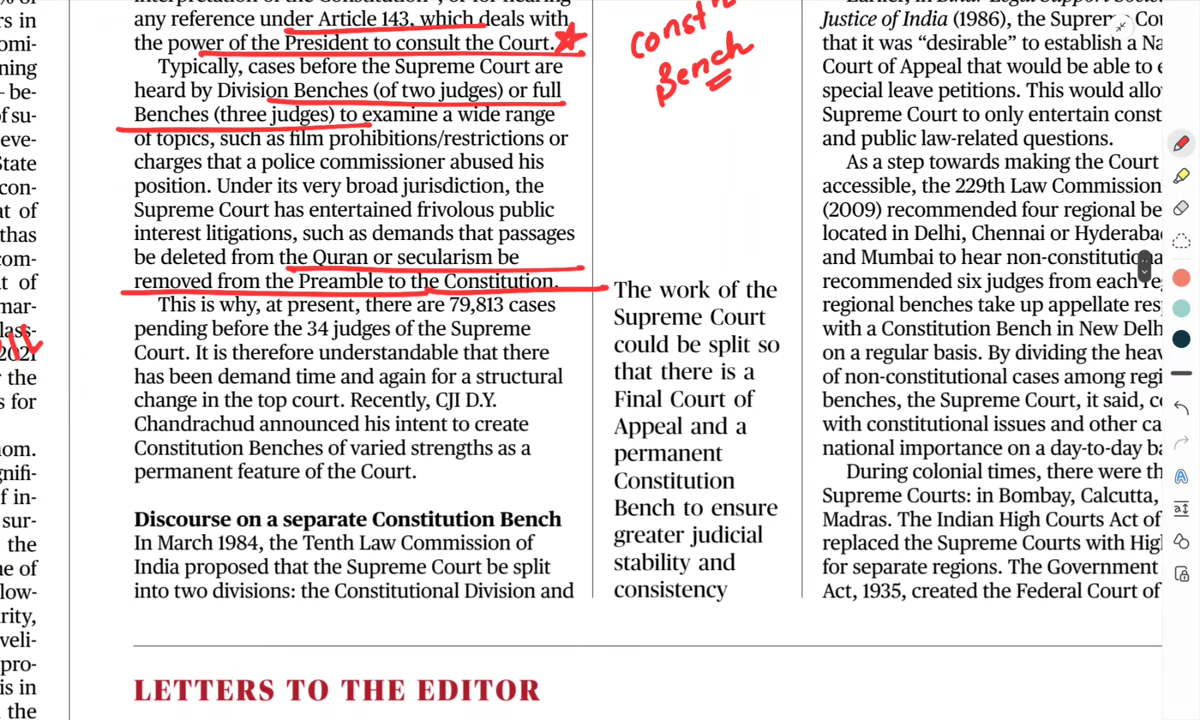 any reference under Article 143, which deals with
the power of the President to consult the Court.
Typically, cases before the Supreme Court are
heard by Division Benches (of two judges) or full
Benches (three judges) to examine a wide range
of topics, such as film prohibitions/restrictions or
charges that a police commissioner abused his
position. Under its very broad jurisdiction, the
Supreme Court has entertained frivolous public
interest litigations, such as demands that passages
be deleted from the Quran or secularism be
removed from the Preamble to the Constitution.
This is why, at present, there are 79,813 cases
pending before the 34 judges of the Supreme
Court. It is therefore understandable that there
has been demand time and again for a structural
change in the top court. Recently, CJI D.Y.
Chandrachud announced his intent to create
Constitution Benches of varied strengths as a
permanent feature of the Court.
Discourse on a separate Constitution Bench
In March 1984, the Tenth Law Commission of
India proposed that the Supreme Court be split
into two divisions: the Constitutional Division and
Bench
The work of the
Supreme Court
could be split so
that there is a
Final Court of
Appeal and a
permanent
Constitution
Bench to ensure
greater judicial
stability and
consistency
Justice of India (1986), the
that it was “desirable” to establish a
Court of Appeal that would be able to
special leave petitions. This would
Supreme Court to only entertain
and public law-related questions.
As a step towards making the Court
accessible, the 229th Law Commission
(2009) recommended four regional
located in Delhi, Chennai or
and Mumbai to hear
recommended six judges from each
regional benches take up appellate
with a Constitution Bench in New
on a regular basis. By dividing the
of non-constitutional cases among
benches, the Supreme Court, it said,
with constitutional issues and other
national importance on a day-to-day
During colonial times, there were
Supreme Courts: in Bombay, Calcutta,
Madras. The Indian High Courts Act of
replaced the Supreme Courts with
for separate regions. The Government
Act, 1935, created the Federal Court of
LETTERS TO THE EDITOR